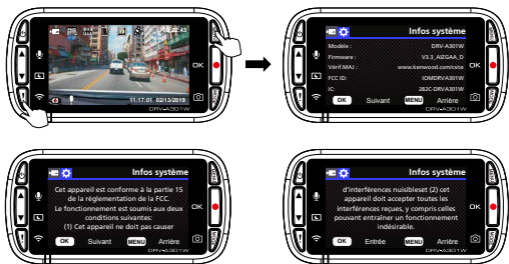 11:17:01 02/13/2019
OK
DRV-A301W
Infos système
Modèle : DRV-A301W
Firmware : V3.3_AIZGAA_D
Vérif.MAJ : www.kenwood.com/cs/ce
FCC ID: IOMDRVA301W
IC: 282C-DRVA301W
OK Suivant MENU Arrière
OK
DRV-A301W
Infos système
Cet appareil est conforme à la partie 15
de la réglementation de la FCC.
Le fonctionnement est soumis aux deux
conditions suivantes:
(1) Cet appareil ne doit pas causer
OK Suivant MENU Arrière
OK
DRV-A301W
Infos système
d'interférences nuisibleset (2) cet
appareil doit accepter toutes les
interférences reçues, y compris celles
pouvant entraîner un fonctionnement
indésirable.
OK Entrée MENU Arrière
OK
DRV-A301W